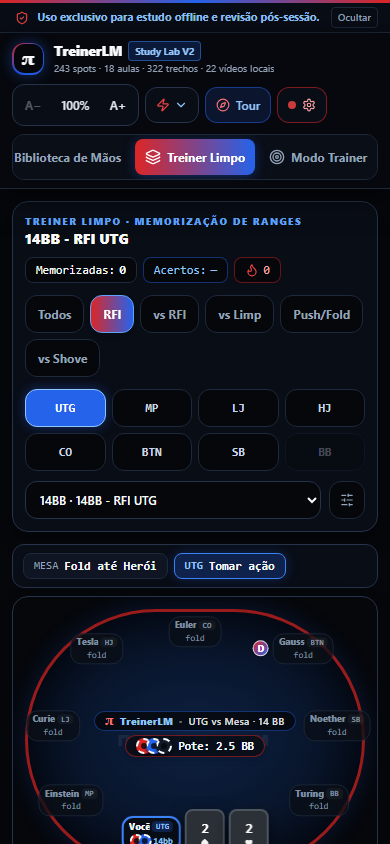 Uso exclusivo para estudo offline e revisão pós-sessão. Ocultar
π TreinerLM Study Lab V2
243 spots · 18 aulas · 322 trechos · 22 vídeos locais
A− 100% A+ Tour
Biblioteca de Mãos Treiner Limpo Modo Trainer
TREINER LIMPO · MEMORIZAÇÃO DE RANGES
14BB - RFI UTG
Memorizadas: 0 Acertos: — 0
Todos RFI vs RFI vs Limp Push/Fold
vs Shove
UTG MP LJ HJ
CO BTN SB BB
14BB · 14BB - RFI UTG
MESA Fold até Herói UTG Tomar ação
Euler CO
fold
Tesla HJ
fold
D
Gauss BTN
fold
Curie LJ
fold
π TreinerLM · UTG vs Mesa · 14 BB
Noether SB
fold
Pote: 2.5 BB
Einstein MP
fold
Turing BB
fold
Você UTG
14bb
2 2